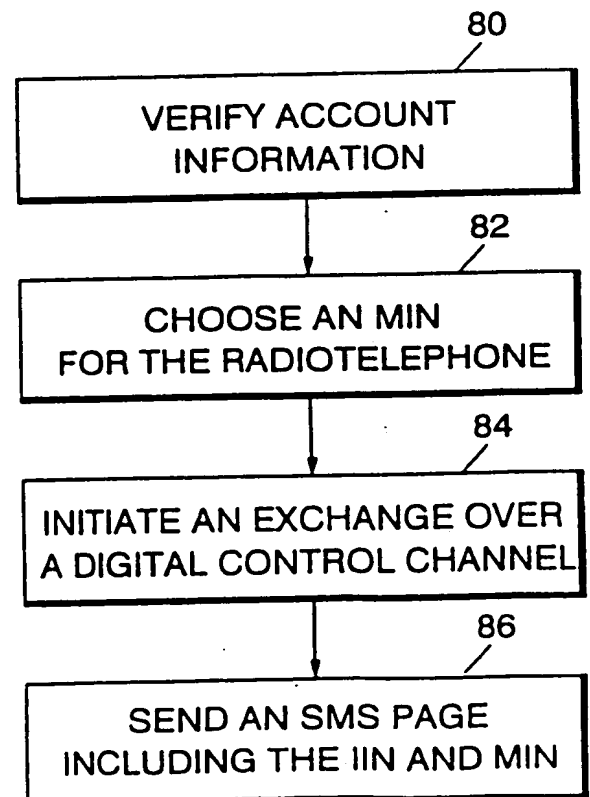 80
VERIFY ACCOUNT
INFORMATION
82
CHOOSE AN MIN
FOR THE RADIOTELEPHONE
84
INITIATE AN EXCHANGE OVER
A DIGITAL CONTROL CHANNEL
86
SEND AN SMS PAGE
INCLUDING THE IIN AND MIN